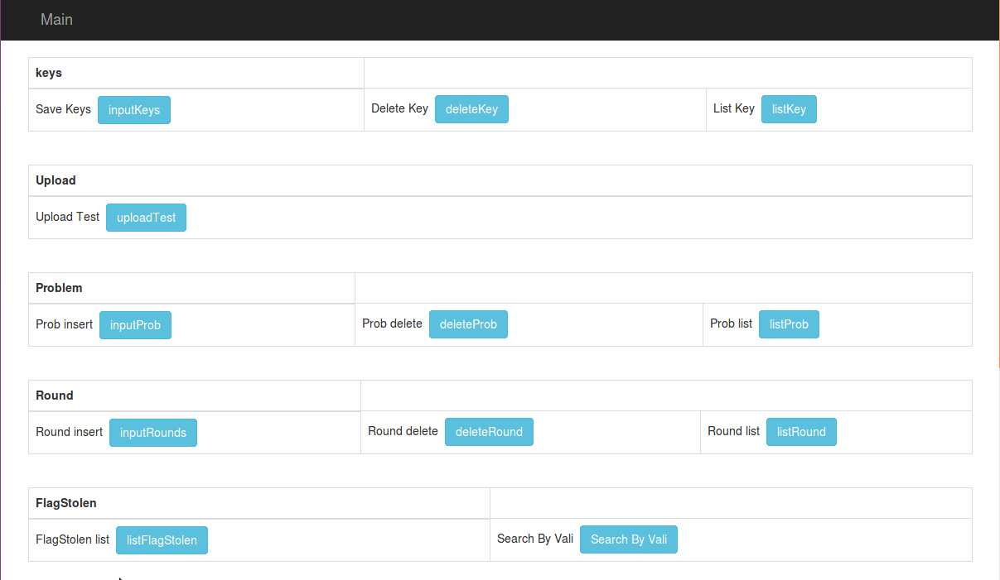 Main
keys
Save Keys inputKeys Delete Key deleteKey List Key listKey
Upload
Upload Test uploadTest
Problem
Prob insert inputProb Prob delete deleteProb Prob list listProb
Round
Round insert inputRounds Round delete deleteRound Round list listRound
FlagStolen
FlagStolen list listFlagStolen Search By Vali Search By Vali